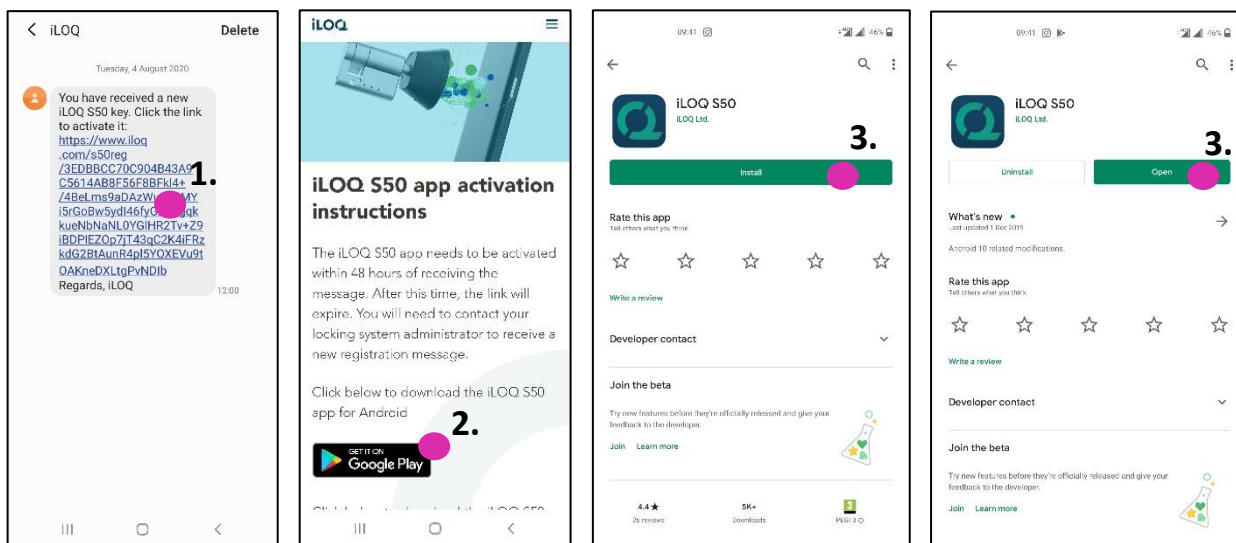 iLOQ
Delete
Tuesday, 4 August 2020
You have received a new
iLOQ S50 key. Click the link
to activate it:
https://www.iloq
.com/s50reg
/3EDBBCC70C904B43A9
C5614AB8F56F8BFkl4+
/4BeLms9aDAzW MY
i5rGoBw5ydI46fyG gqk
kueNbNaNL0YGlHR2Tv+Z9
iBDPIEZOp7jT43qC2K4iFRz
kdG2BtAunR4pl5YOXEVu9t
OAKneDXLtgPvNDIb
Regards, iLOQ
12:00
1.
iLOQ
iLOQ S50 app activation
instructions
The iLOQ S50 app needs to be activated
within 48 hours of receiving the
message. After this time, the link will
expire. You will need to contact your
locking system administrator to receive a
new registration message.
Click below to download the iLOQ S50
app for Android
2.
GET IT ON
Google Play
09:41
46%
iLOQ S50
iLOQ Ltd.
3.
Install
Rate this app
Tell others what you think
Write a review
Developer contact
Join the beta
Try new features before they're officially released and give your
feedback to the developer.
Join Learn more
4.4★
5K+
3
26 reviews
Downloads
PEGI 3
09:41
46%
iLOQ S50
iLOQ Ltd.
3.
Uninstall
Open
What's new •
Last updated 1 Dec 2019
Android 10 related modifications.
Rate this app
Tell others what you think
Write a review
Developer contact
Join the beta
Try new features before they're officially released and give your
feedback to the developer.
Join Learn more